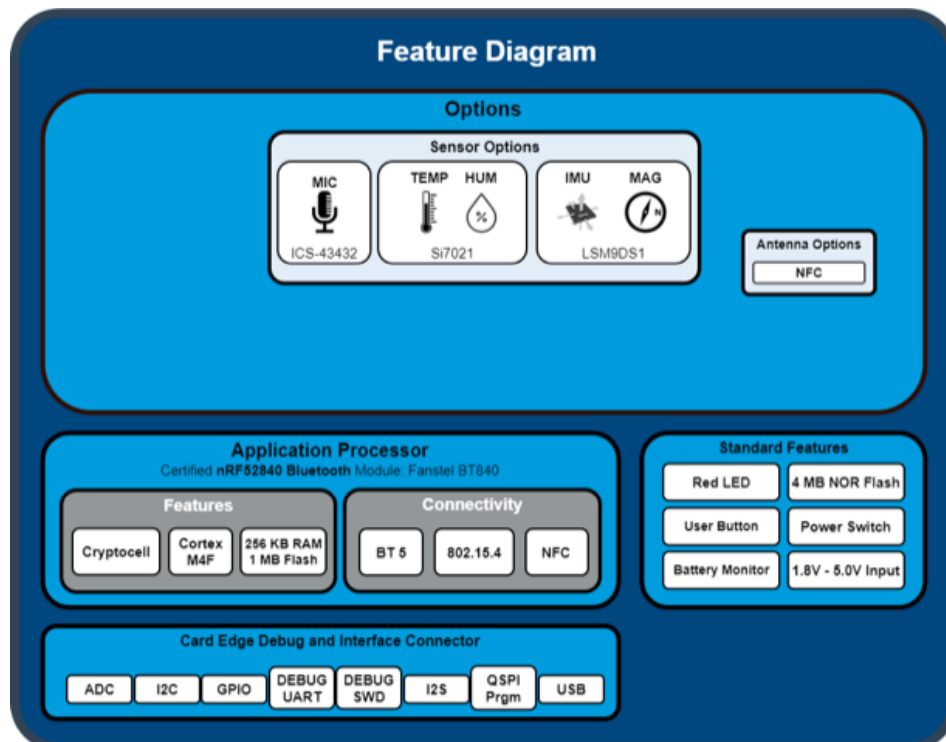 Feature Diagram
Options
Sensor Options
MIC
ICS-43432
TEMP HUM
%
Si7021
IMU MAG
N
LSM9DS1
Antenna Options
NFC
Application Processor
Certified nRF52840 Bluetooth Module: Fanstel BT840
Features
Cryptocell
Cortex
M4F
256 KB RAM
1 MB Flash
Connectivity
BT 5
802.15.4
NFC
Standard Features
Red LED
4 MB NOR Flash
User Button
Power Switch
Battery Monitor
1.8V - 5.0V Input
Card Edge Debug and Interface Connector
ADC
I2C
GPIO
DEBUG
UART
DEBUG
SWD
I2S
QSPI
Prgm
USB